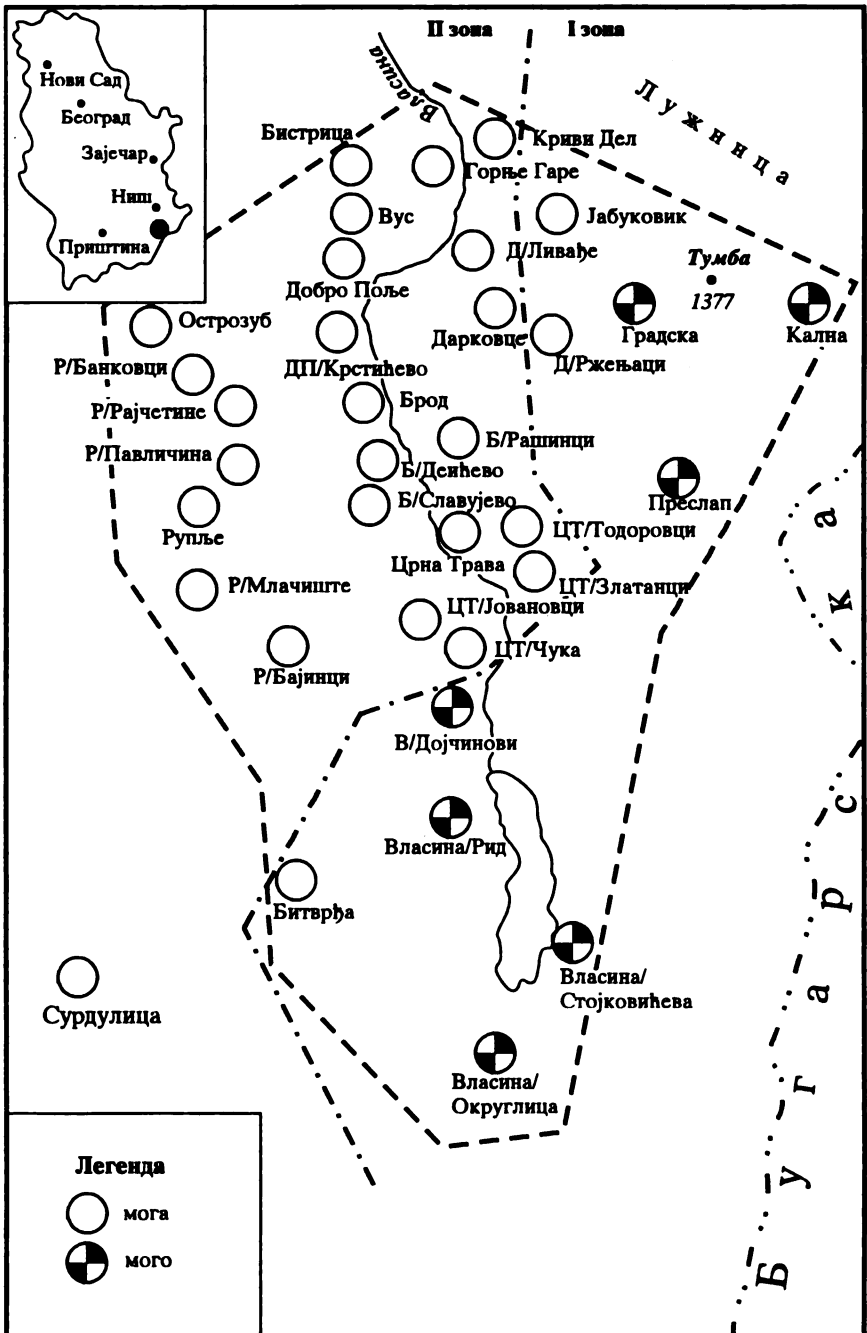 II зона
I зона
Власина
Лужница
Нови Сад
Београд
Зајечар
Ниш
Приштина
Бистрица
Криви Дел
Горње Гаре
Вус
Јабуковик
Д/Ливађе
Тумба
1377
Добро Поље
Острозуб
Дарковце
Градска
Кална
Р/Банковци
ДП/Крстићево
Д/Ржењаци
Р/Рајчетине
Брод
Р/Павличина
Б/Рашинци
Б/Деићево
Б/Славујево
Преслап
Рупље
ЦТ/Тодоровци
Црна Трава
Р/Млачиште
ЦТ/Златанци
ЦТ/Јовановци
ЦТ/Чука
Р/Бајинци
В/Дојчинови
Власина/Рид
Битврђа
Власина/
Стојковићева
Сурдулица
Власина/
Округлица
Бугарска
Легенда
мога
мого